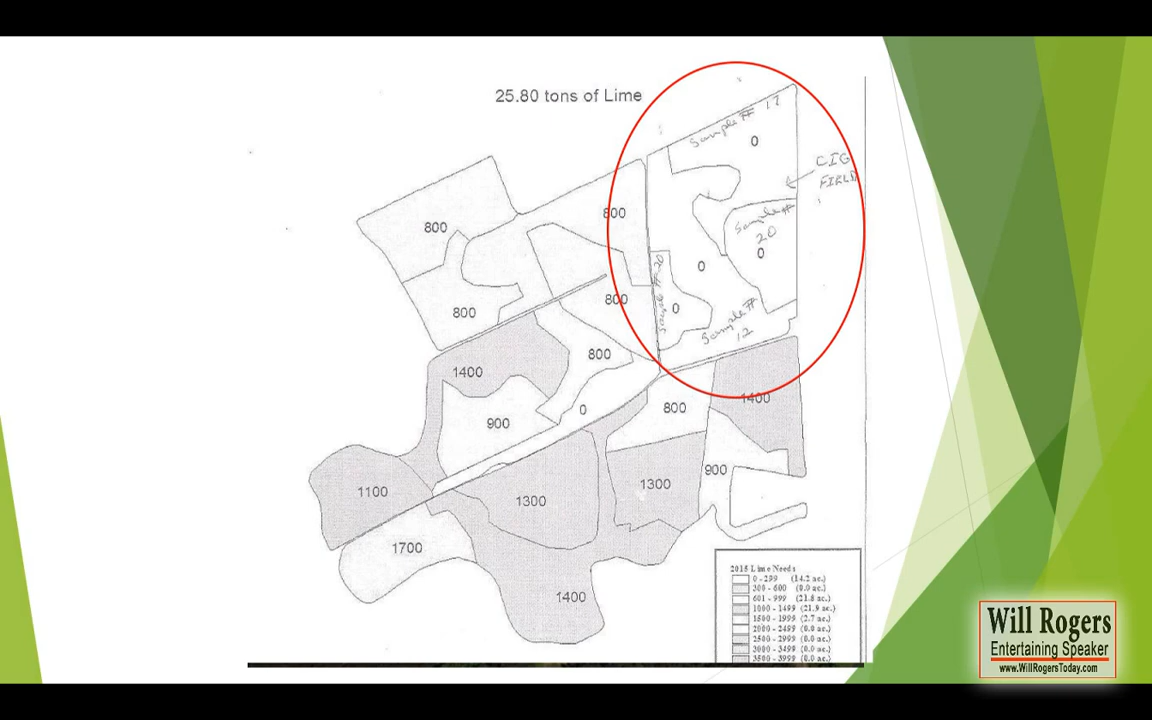 25.80 tons of Lime
Sample # 17
0
CIG
FIELD
800
800
Sample #
20
0
0
800
800
0
Sample #
12
800
1400
900
0
800
1400
1100
1300
1300
900
1700
1400
2015 Lime Needs
0 - 299 (14.2 ac.)
300 - 600 (0.0 ac.)
601 - 999 (21.8 ac.)
1000 - 1499 (21.9 ac.)
1500 - 1999 (2.7 ac.)
2000 - 2499 (0.0 ac.)
2500 - 2999 (0.0 ac.)
3000 - 3499 (0.0 ac.)
3500 - 3999 (0.0 ac.)
Will Rogers
Entertaining Speaker
www.WillRogersToday.com